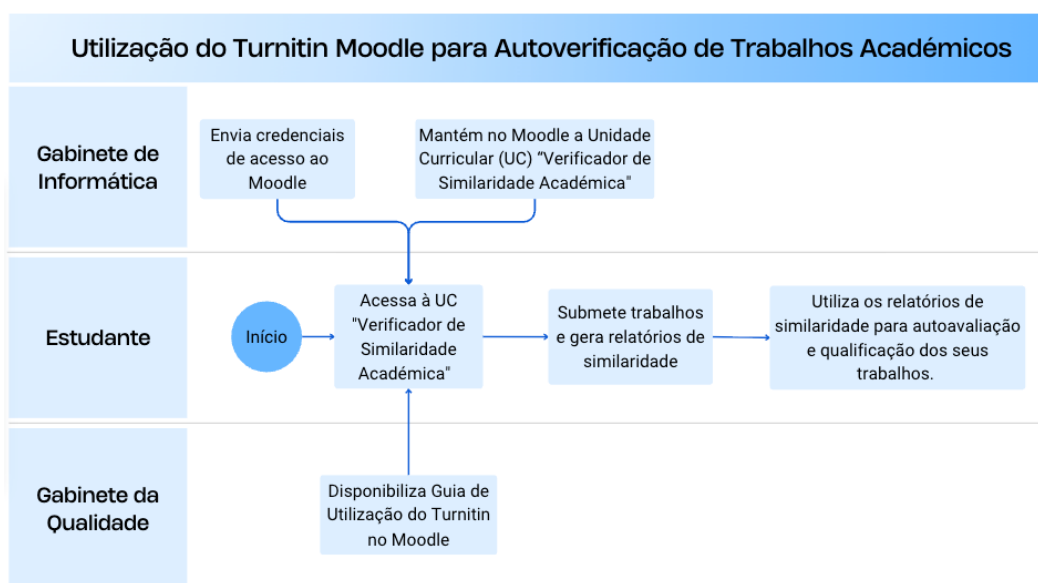 Utilização do Turnitin Moodle para Autoverificação de Trabalhos Académicos
Gabinete de
Informática
Envia credenciais
de acesso ao
Moodle
Mantém no Moodle a Unidade
Curricular (UC) “Verificador de
Similaridade Académica"
Estudante
Início
Acessa à UC
"Verificador de
Similaridade
Académica"
Submete trabalhos
e gera relatórios de
similaridade
Utiliza os relatórios de
similaridade para autoavaliação
e qualificação dos seus
trabalhos.
Gabinete da
Qualidade
Disponibiliza Guia de
Utilização do Turnitin
no Moodle